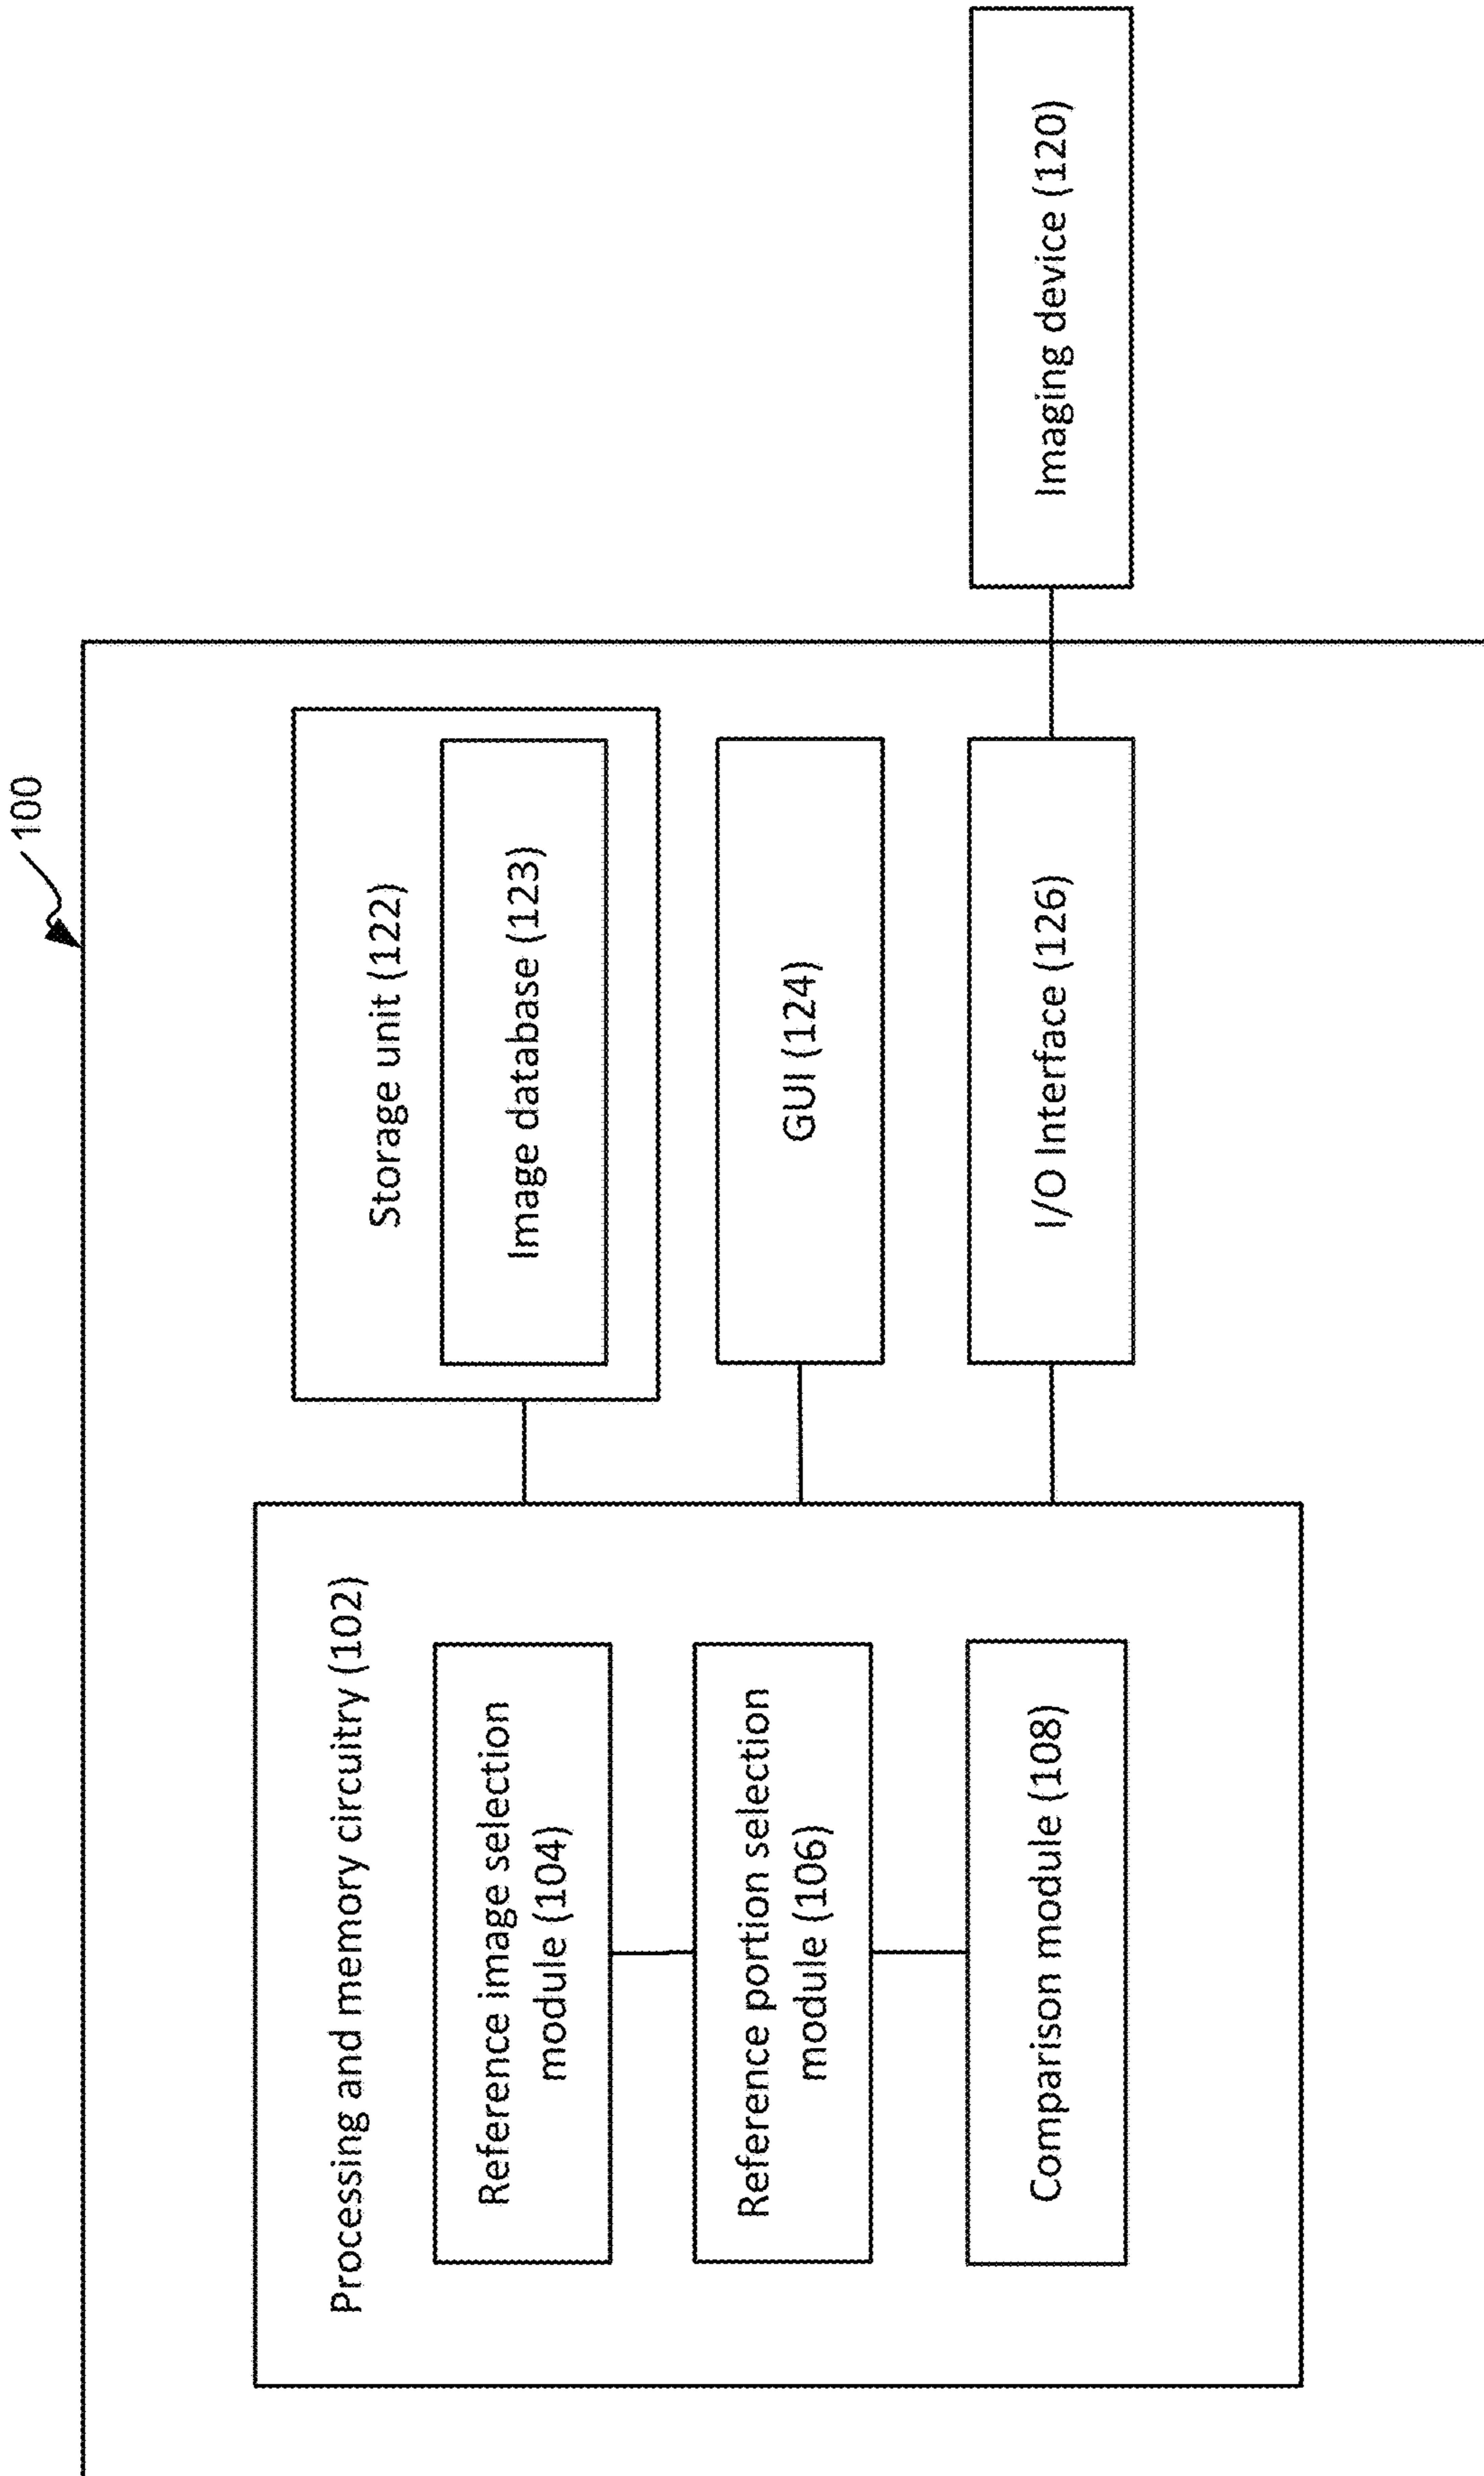 100
Processing and memory circuitry (102)
Reference image selection
module (104)
Reference portion selection
module (106)
Comparison module (108)
Storage unit (122)
Image database (123)
GUI (124)
I/O Interface (126)
Imaging device (120)